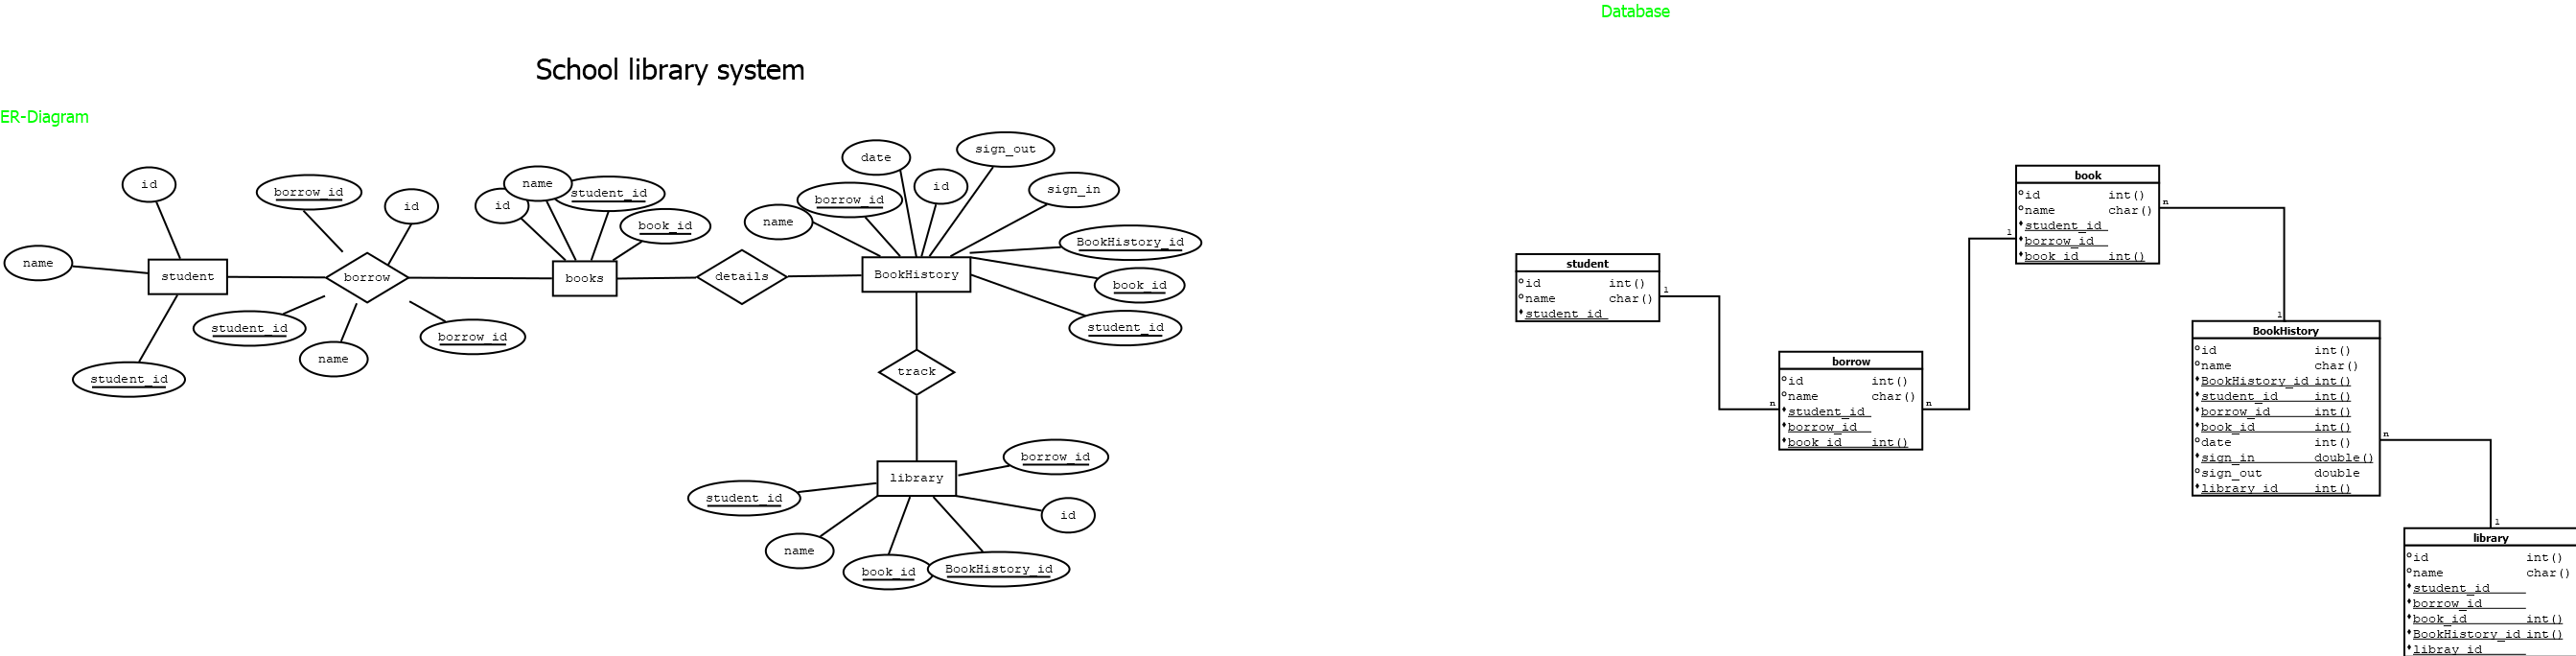 Database
School library system
ER-Diagram
id
name
student
student_id
borrow_id
id
borrow
student_id
name
borrow_id
id
name
student_id
book_id
books
details
name
borrow_id
date
id
sign_out
sign_in
BookHistory_id
book_id
student_id
BookHistory
track
library
student_id
name
book_id
BookHistory_id
id
borrow_id
student
id int()
name char()
student_id
1
n
borrow
id int()
name char()
student_id
borrow_id
book_id int()
n
1
book
id int()
name char()
student_id
borrow_id
book_id int()
n
1
BookHistory
id int()
name char()
BookHistory_id int()
student_id int()
borrow_id int()
book_id int()
date int()
sign_in double()
sign_out double
library_id int()
n
1
library
id int()
name char()
student_id
borrow_id
book_id int()
BookHistory_id int()
libray_id